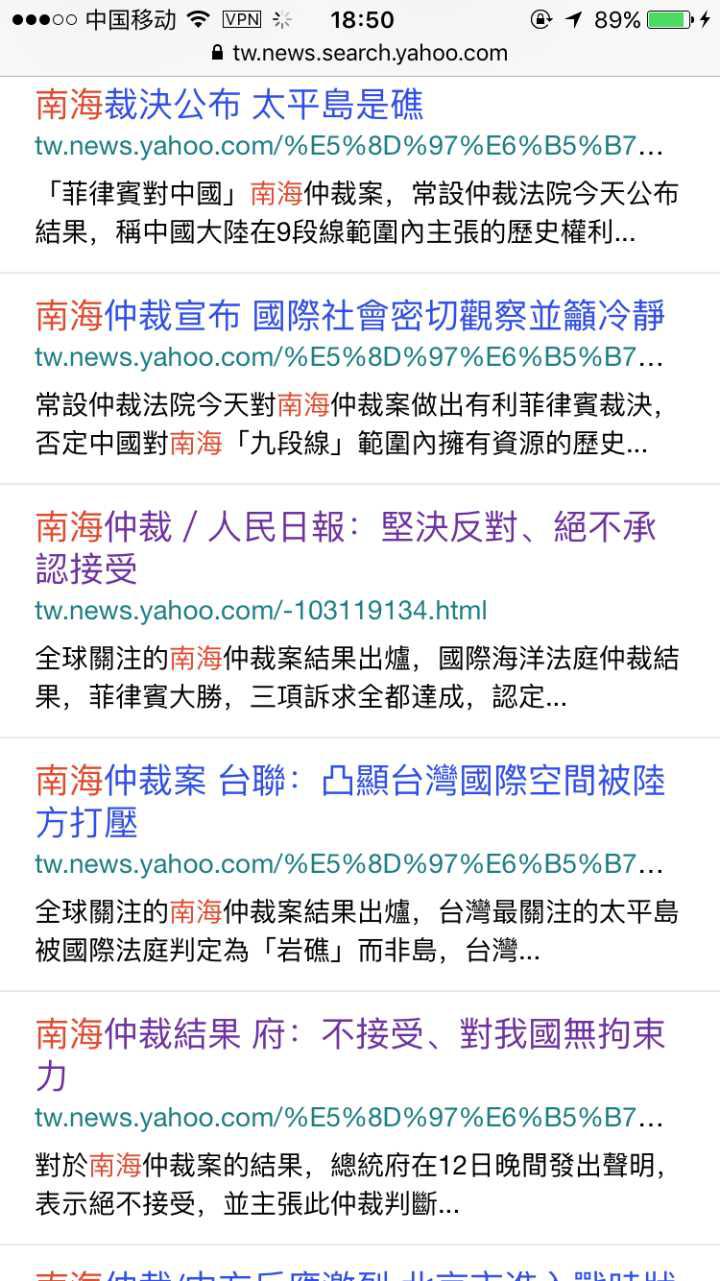 中国移动 VPN 18:50 89%
tw.news.search.yahoo.com
南海裁決公布 太平島是礁
tw.news.yahoo.com/%E5%8D%97%E6%B5%B7...
「菲律賓對中國」南海仲裁案，常設仲裁法院今天公布
結果，稱中國大陸在9段線範圍內主張的歷史權利...
南海仲裁宣布 國際社會密切觀察並籲冷靜
tw.news.yahoo.com/%E5%8D%97%E6%B5%B7...
常設仲裁法院今天對南海仲裁案做出有利菲律賓裁決，
否定中國對南海「九段線」範圍內擁有資源的歷史...
南海仲裁／人民日報：堅決反對、絕不承
認接受
tw.news.yahoo.com/-103119134.html
全球關注的南海仲裁案結果出爐，國際海洋法庭仲裁結
果，菲律賓大勝，三項訴求全都達成，認定...
南海仲裁案 台聯：凸顯台灣國際空間被陸
方打壓
tw.news.yahoo.com/%E5%8D%97%E6%B5%B7...
全球關注的南海仲裁案結果出爐，台灣最關注的太平島
被國際法庭判定為「岩礁」而非島，台灣...
南海仲裁結果 府：不接受、對我國無拘束
力
tw.news.yahoo.com/%E5%8D%97%E6%B5%B7...
對於南海仲裁案的結果，總統府在12日晚間發出聲明，
表示絕不接受，並主張此仲裁判斷...
南海仲裁/中方反應激烈 北京市進入戰時狀